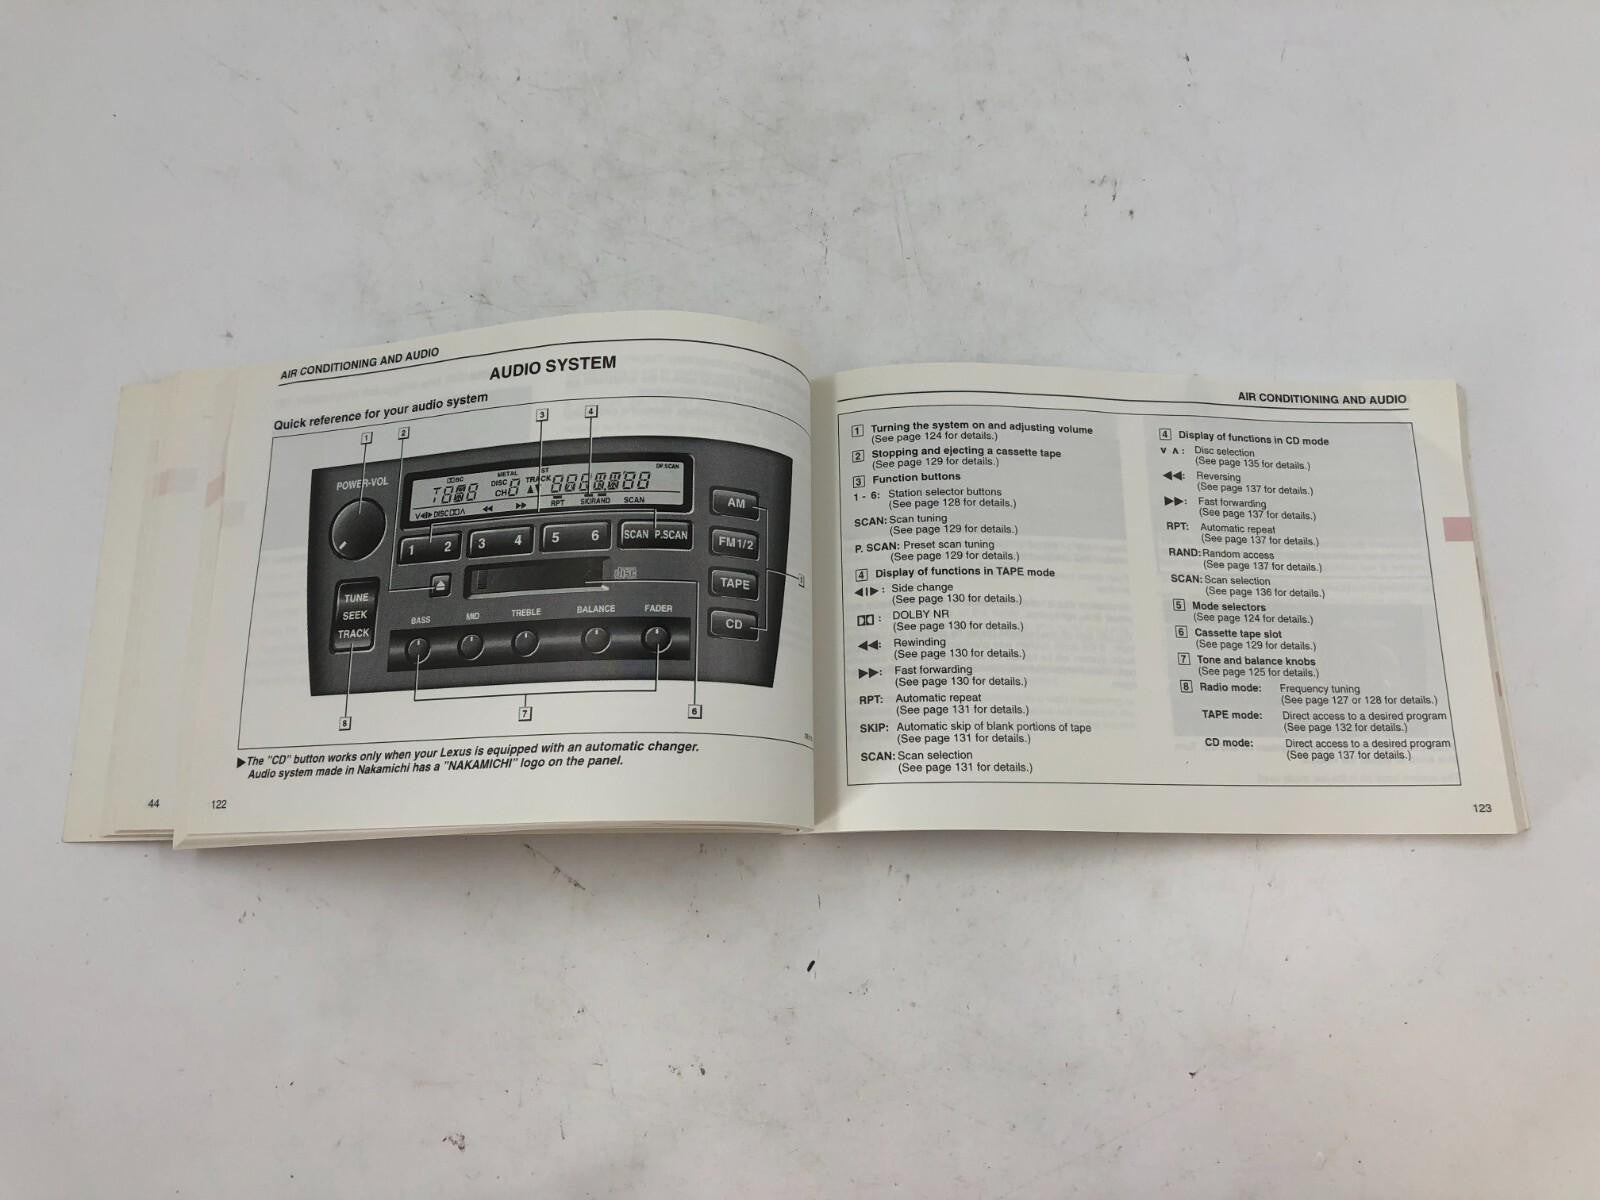 AIR CONDITIONING AND AUDIO
AUDIO SYSTEM
Quick reference for your audio system
1
2
3
4
POWER-VOL
METAL
ST
DP.SCAN
DISC
CH
TRACK
V DISC Λ
RPT
SKIRAND
SCAN
AM
1 2
3 4
5 6
SCAN P.SCAN
FM1/2
DISC
TAPE
TUNE
SEEK
TRACK
BASS
MID
TREBLE
BALANCE
FADER
CD
8
7
6
▶The "CD" button works only when your Lexus is equipped with an automatic changer.
Audio system made in Nakamichi has a "NAKAMICHI" logo on the panel.
44
122
AIR CONDITIONING AND AUDIO
1 Turning the system on and adjusting volume
(See page 124 for details.)
2 Stopping and ejecting a cassette tape
(See page 129 for details.)
3 Function buttons
1 - 6: Station selector buttons
(See page 128 for details.)
SCAN: Scan tuning
(See page 129 for details.)
P. SCAN: Preset scan tuning
(See page 129 for details.)
4 Display of functions in TAPE mode
◀I▶: Side change
(See page 130 for details.)
: DOLBY NR
(See page 130 for details.)
◀◀: Rewinding
(See page 130 for details.)
▶▶: Fast forwarding
(See page 130 for details.)
RPT: Automatic repeat
(See page 131 for details.)
SKIP: Automatic skip of blank portions of tape
(See page 131 for details.)
SCAN: Scan selection
(See page 131 for details.)
4 Display of functions in CD mode
V Λ: Disc selection
(See page 135 for details.)
◀◀: Reversing
(See page 137 for details.)
▶▶: Fast forwarding
(See page 137 for details.)
RPT: Automatic repeat
(See page 137 for details.)
RAND: Random access
(See page 137 for details.)
SCAN: Scan selection
(See page 136 for details.)
5 Mode selectors
(See page 124 for details.)
6 Cassette tape slot
(See page 129 for details.)
7 Tone and balance knobs
(See page 125 for details.)
8 Radio mode: Frequency tuning
(See page 127 or 128 for details.)
TAPE mode: Direct access to a desired program
(See page 132 for details.)
CD mode: Direct access to a desired program
(See page 137 for details.)
123